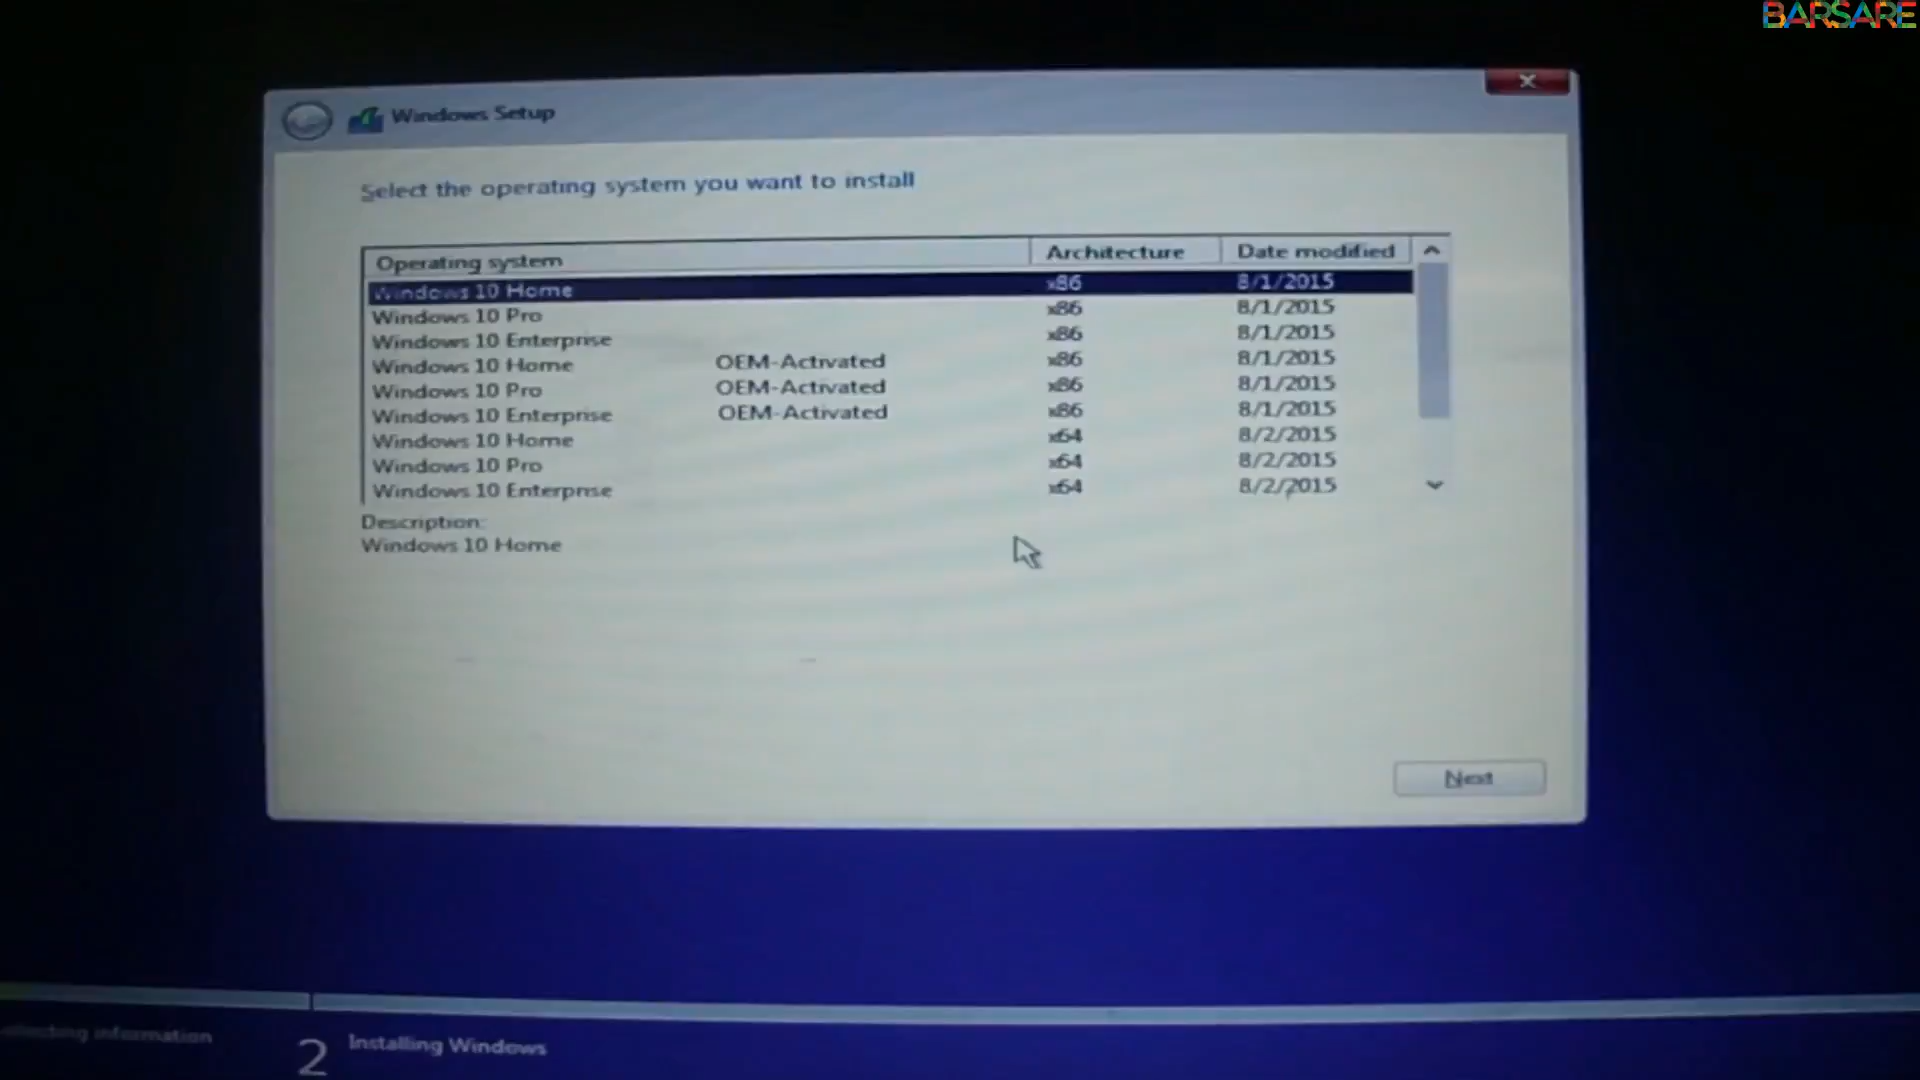 BARSARE
Windows Setup
Select the operating system you want to install
Operating system Architecture Date modified
Windows 10 Home x86 8/1/2015
Windows 10 Pro x86 8/1/2015
Windows 10 Enterprise x86 8/1/2015
Windows 10 Home OEM-Activated x86 8/1/2015
Windows 10 Pro OEM-Activated x86 8/1/2015
Windows 10 Enterprise OEM-Activated x86 8/1/2015
Windows 10 Home x64 8/2/2015
Windows 10 Pro x64 8/2/2015
Windows 10 Enterprise x64 8/2/2015
Description:
Windows 10 Home
Next
information
2 Installing Windows